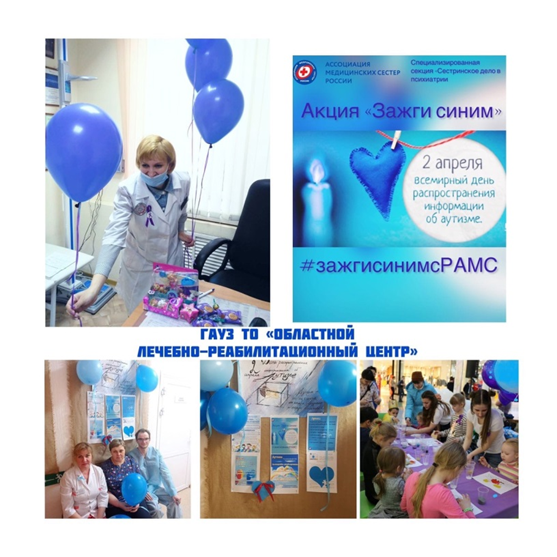 АССОЦИАЦИЯ
МЕДИЦИНСКИХ СЕСТЕР
РОССИИ
Специализированная
секция «Сестринское дело в
психиатрии
Акция «Зажги синим»
2 апреля
всемирный день
распространения
информации
об аутизме.
#зажгисинимсРАМС
ГАУЗ ТО «ОБЛАСТНОЙ
ЛЕЧЕБНО-РЕАБИЛИТАЦИОННЫЙ ЦЕНТР»